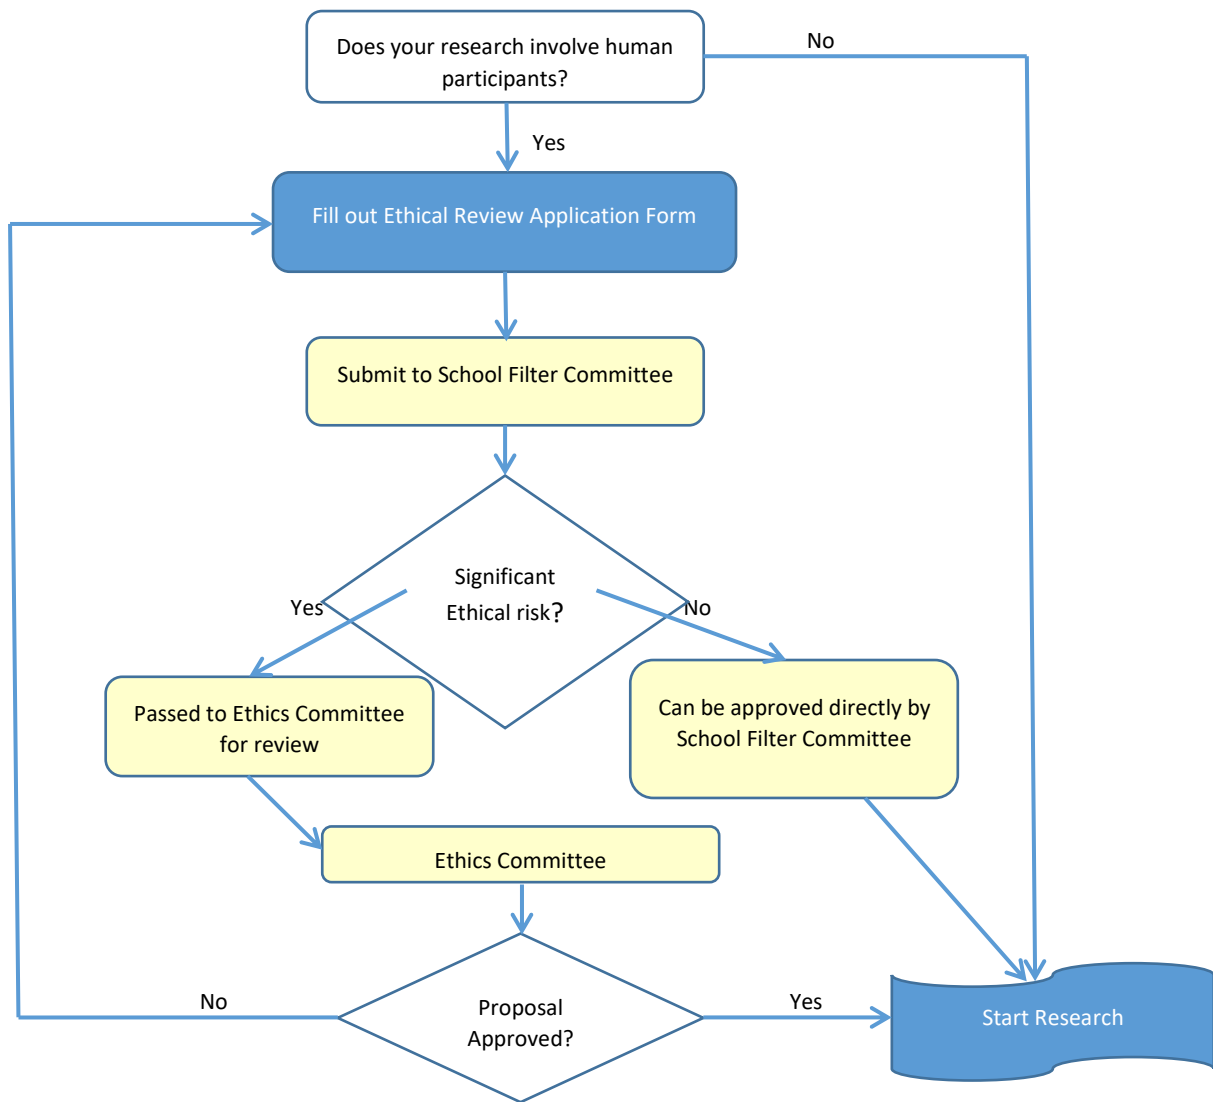 Does your research involve human
participants?
No
Yes
Fill out Ethical Review Application Form
Submit to School Filter Committee
Significant
Ethical risk?
Yes
No
Passed to Ethics Committee
for review
Can be approved directly by
School Filter Committee
Ethics Committee
No
Proposal
Approved?
Yes
Start Research